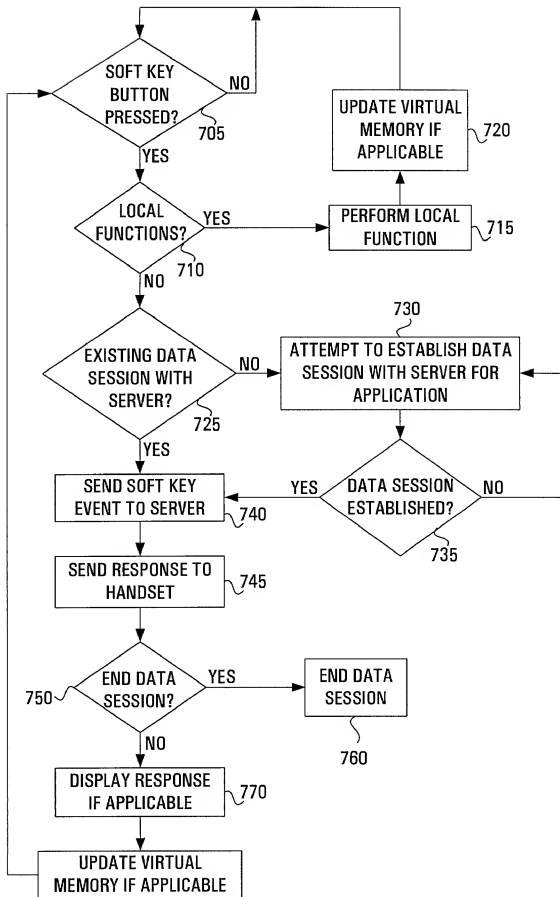 SOFT KEY
BUTTON
PRESSED?
NO
705
YES
UPDATE VIRTUAL
MEMORY IF
APPLICABLE
720
LOCAL
FUNCTIONS?
YES
710
NO
PERFORM LOCAL
FUNCTION
715
730
EXISTING DATA
SESSION WITH
SERVER?
NO
725
YES
ATTEMPT TO ESTABLISH DATA
SESSION WITH SERVER FOR
APPLICATION
SEND SOFT KEY
EVENT TO SERVER
740
YES
DATA SESSION
ESTABLISHED?
NO
735
SEND RESPONSE TO
HANDSET
745
750
END DATA
SESSION?
YES
NO
END DATA
SESSION
760
DISPLAY RESPONSE
IF APPLICABLE
770
UPDATE VIRTUAL
MEMORY IF APPLICABLE